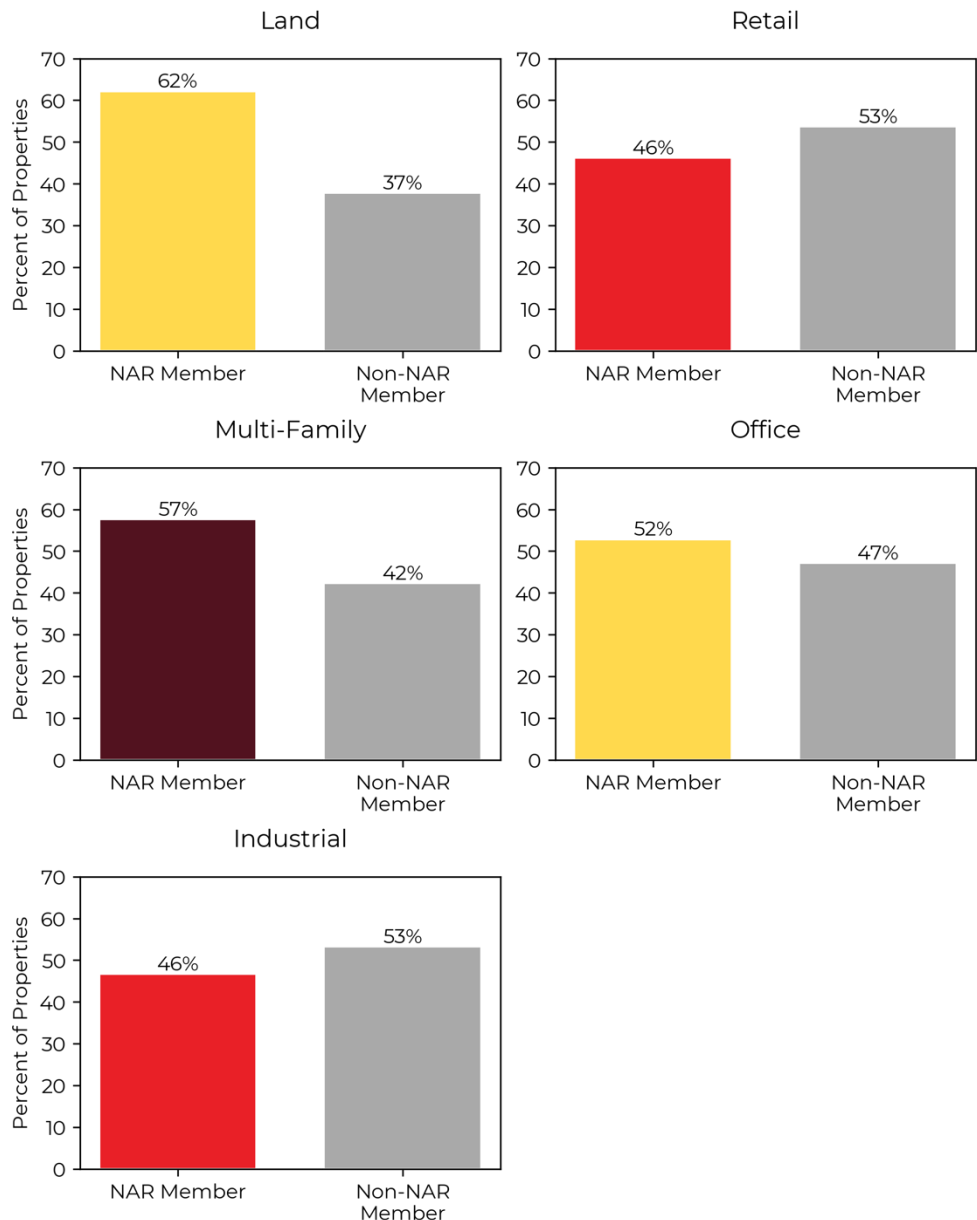 Land
Percent of Properties
70
60
50
40
30
20
10
0
62%
37%
NAR Member
Non-NAR
Member
Retail
70
60
50
40
30
20
10
0
46%
53%
NAR Member
Non-NAR
Member
Multi-Family
Percent of Properties
70
60
50
40
30
20
10
0
57%
42%
NAR Member
Non-NAR
Member
Office
70
60
50
40
30
20
10
0
52%
47%
NAR Member
Non-NAR
Member
Industrial
Percent of Properties
70
60
50
40
30
20
10
0
46%
53%
NAR Member
Non-NAR
Member